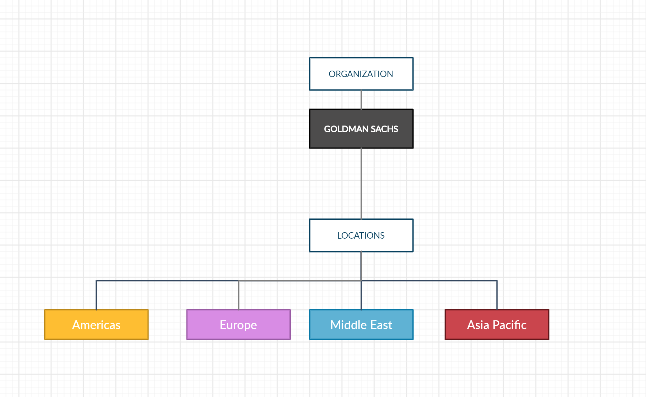 ORGANIZATION
GOLDMAN SACHS
LOCATIONS
Americas
Europe
Middle East
Asia Pacific